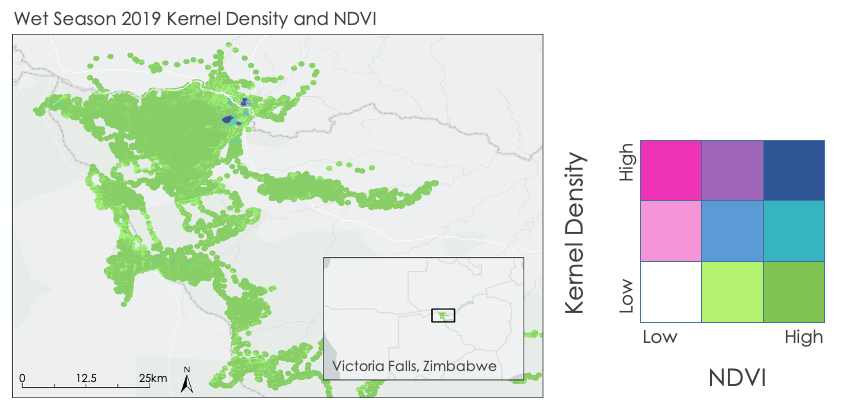 Wet Season 2019 Kernel Density and NDVI
0 12.5 25km
N
Victoria Falls, Zimbabwe
Kernel Density
High
Low
Low High
NDVI